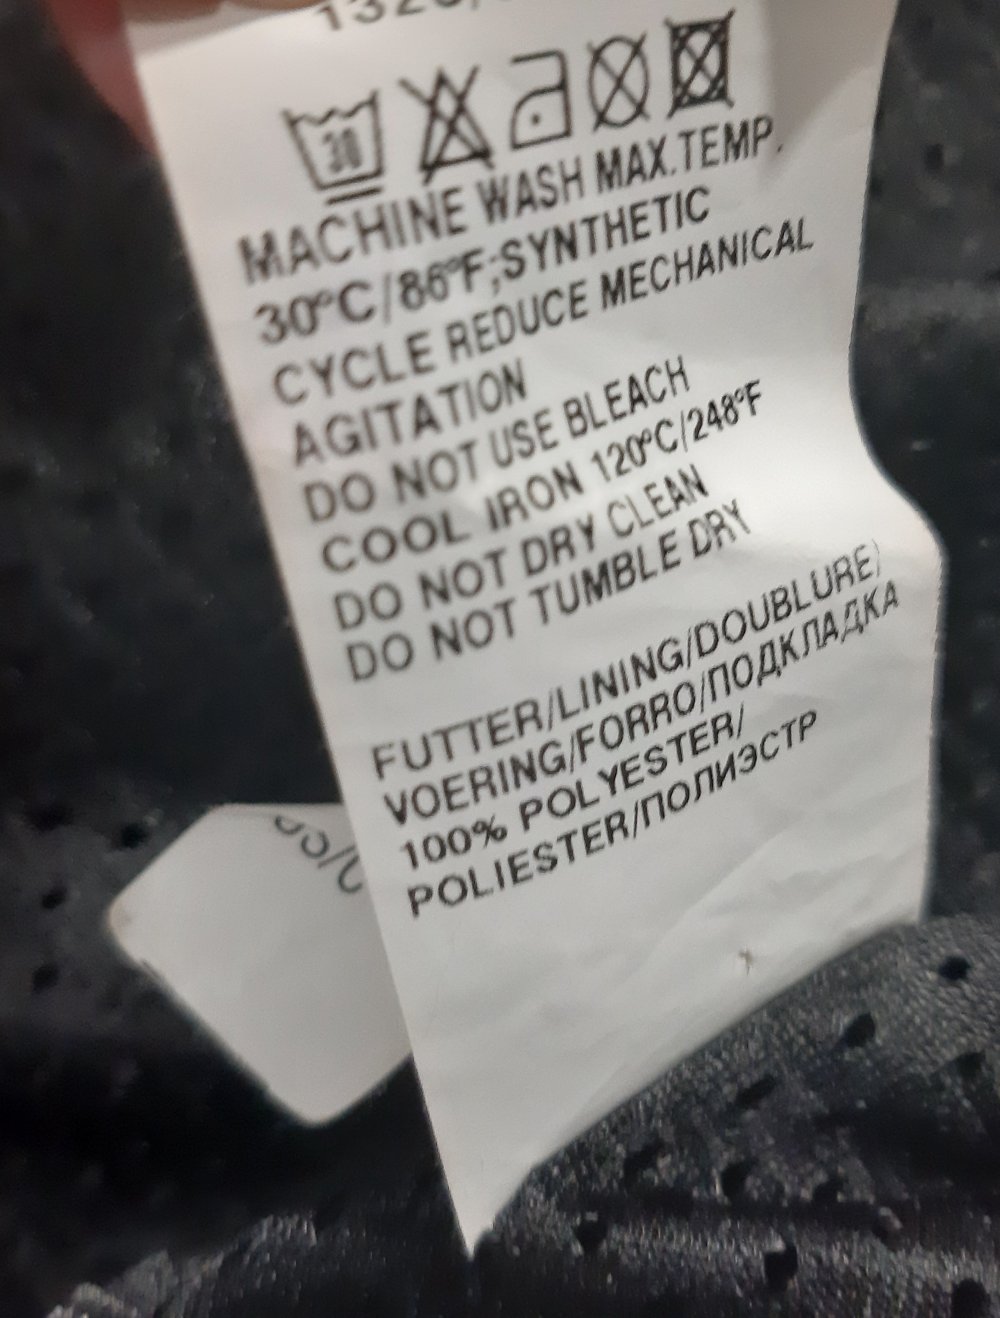 30
MACHINE WASH MAX.TEMP.
30°C/86°F;SYNTHETIC
CYCLE REDUCE MECHANICAL
AGITATION
DO NOT USE BLEACH
COOL IRON 120°C/248°F
DO NOT DRY CLEAN
DO NOT TUMBLE DRY
FUTTER/LINING/DOUBLURE/
VOERING/FORRO/ПОДКЛАДКА
100% POLYESTER/
POLIESTER/ПОЛИЭСТР